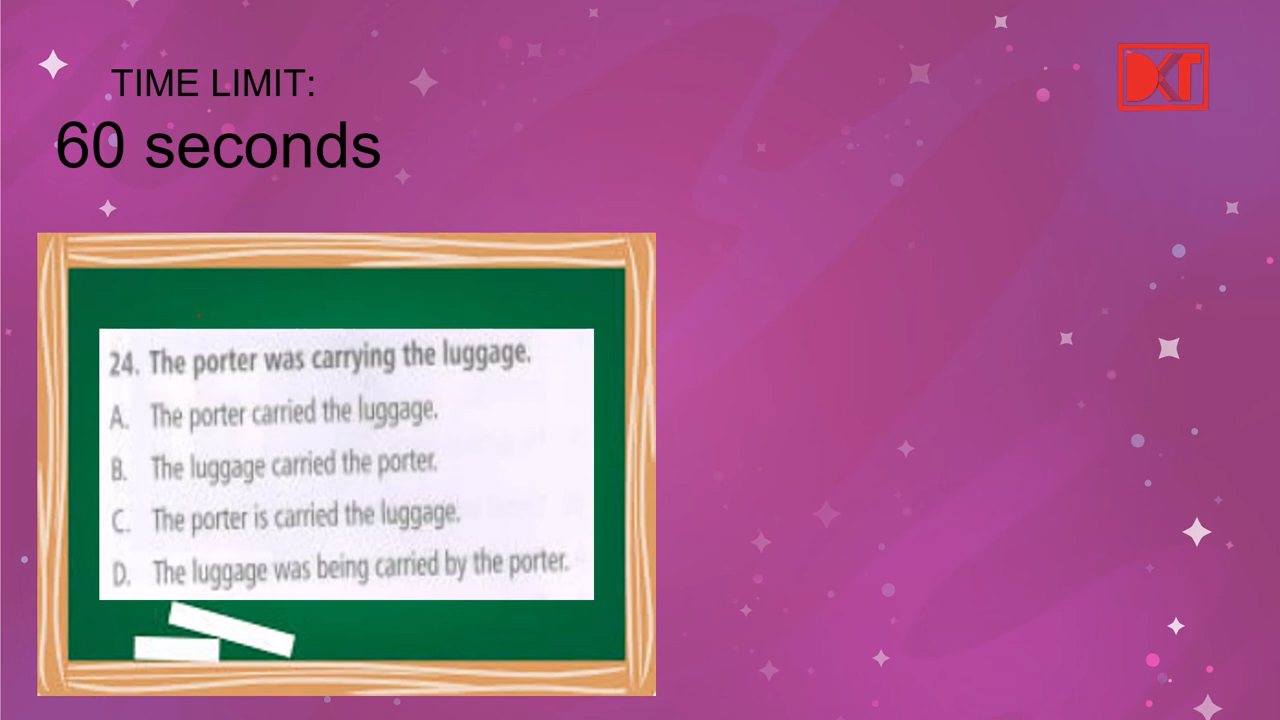 TIME LIMIT:
60 seconds
DKT
24. The porter was carrying the luggage.
A. The porter carried the luggage.
B. The luggage carried the porter.
C. The porter is carried the luggage.
D. The luggage was being carried by the porter.